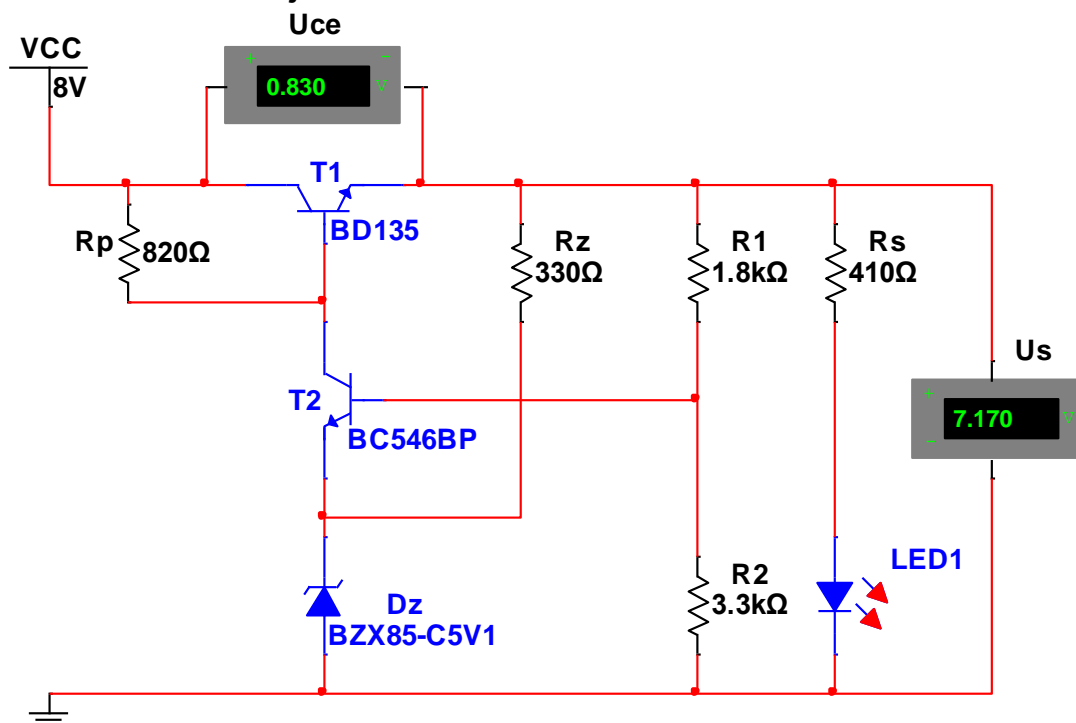 Uce
VCC
8V
+ −
0.830 V
T1
BD135
Rp
820Ω
Rz
330Ω
R1
1.8kΩ
Rs
410Ω
Us
+
7.170 V
−
T2
BC546BP
LED1
R2
3.3kΩ
Dz
BZX85-C5V1